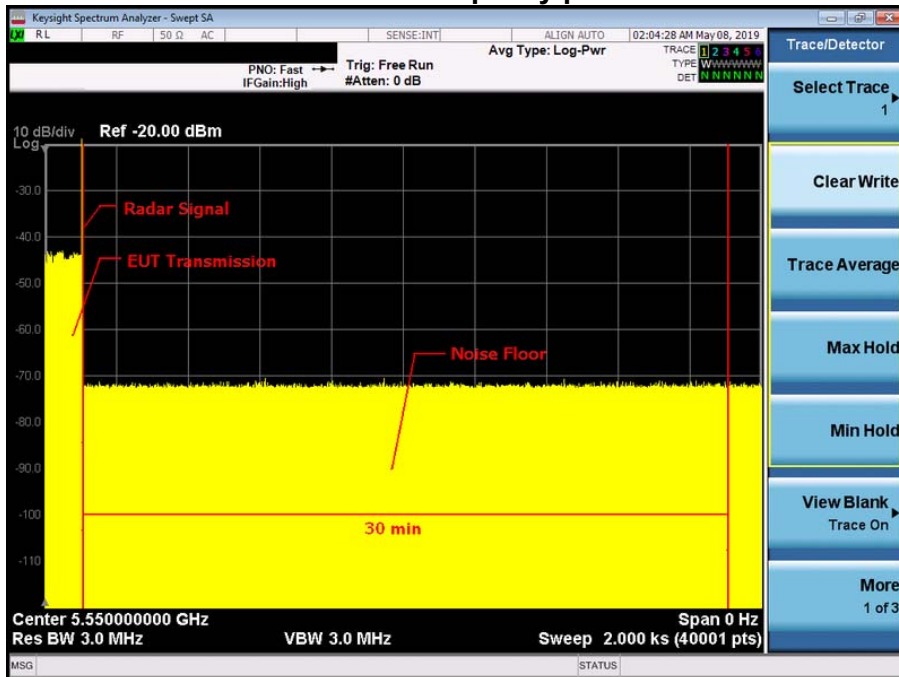 Keysight Spectrum Analyzer - Swept SA
LXI RL RF 50 Ω AC SENSE:INT ALIGN AUTO 02:04:28 AM May 08, 2019
Avg Type: Log-Pwr TRACE 1 2 3 4 5 6
PNO: Fast Trig: Free Run TYPE WWWWWW
IFGain:High #Atten: 0 dB DET N N N N N N
Trace/Detector
Select Trace
1
Clear Write
Trace Average
Max Hold
Min Hold
View Blank
Trace On
More
1 of 3
10 dB/div Ref -20.00 dBm
Log
-30.0
Radar Signal
-40.0
EUT Transmission
-50.0
-60.0
Noise Floor
-70.0
-80.0
-90.0
-100
30 min
-110
Center 5.550000000 GHz Span 0 Hz
Res BW 3.0 MHz VBW 3.0 MHz Sweep 2.000 ks (40001 pts)
MSG STATUS